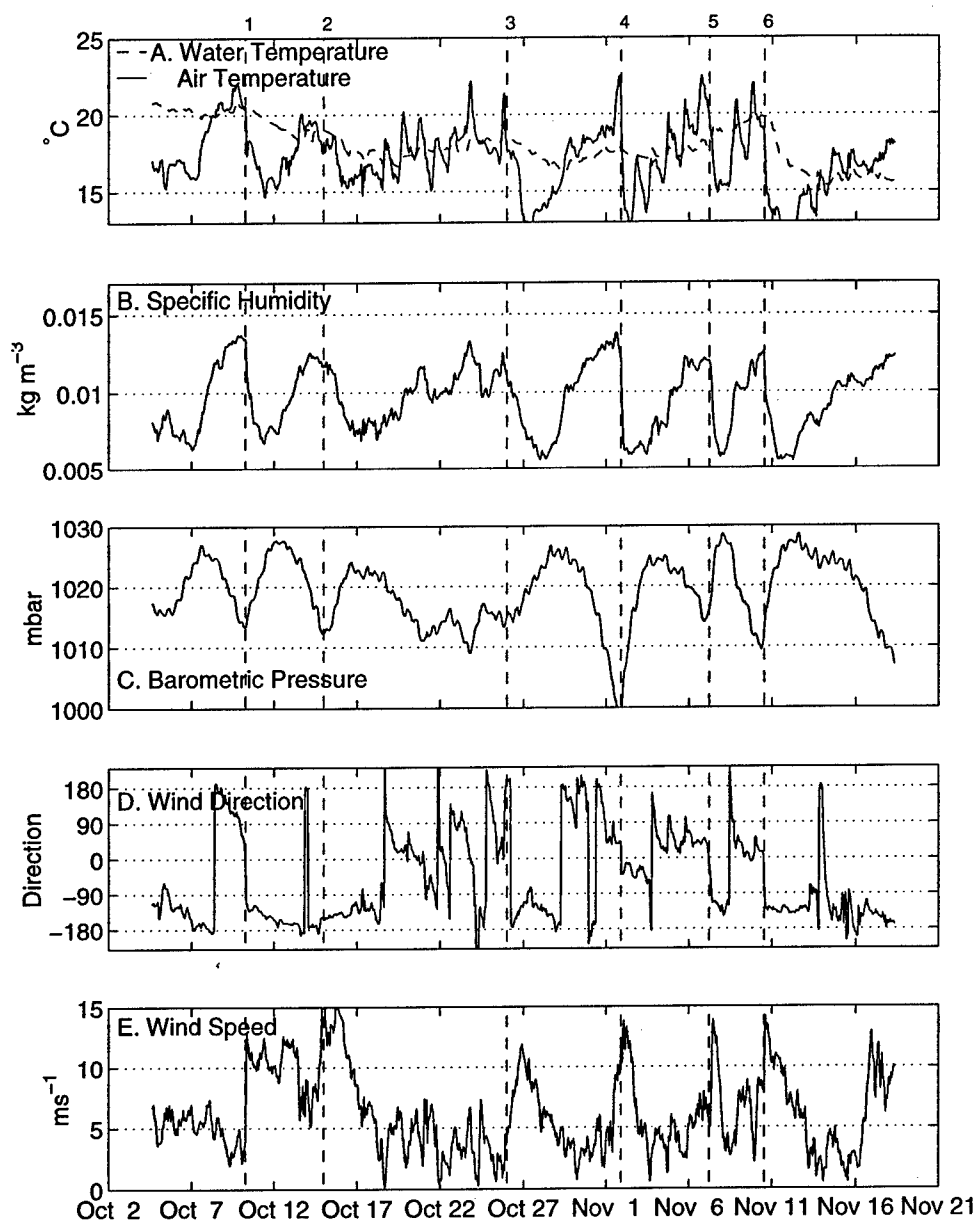 1 2 3 4 5 6
25
A. Water Temperature
Air Temperature
20
15
°C
B. Specific Humidity
0.015
0.01
0.005
kg m⁻³
1030
1020
1010
1000
mbar
C. Barometric Pressure
180
90
0
−90
−180
Direction
D. Wind Direction
15
10
5
0
ms⁻¹
E. Wind Speed
Oct 2 Oct 7 Oct 12 Oct 17 Oct 22 Oct 27 Nov 1 Nov 6 Nov 11 Nov 16 Nov 21